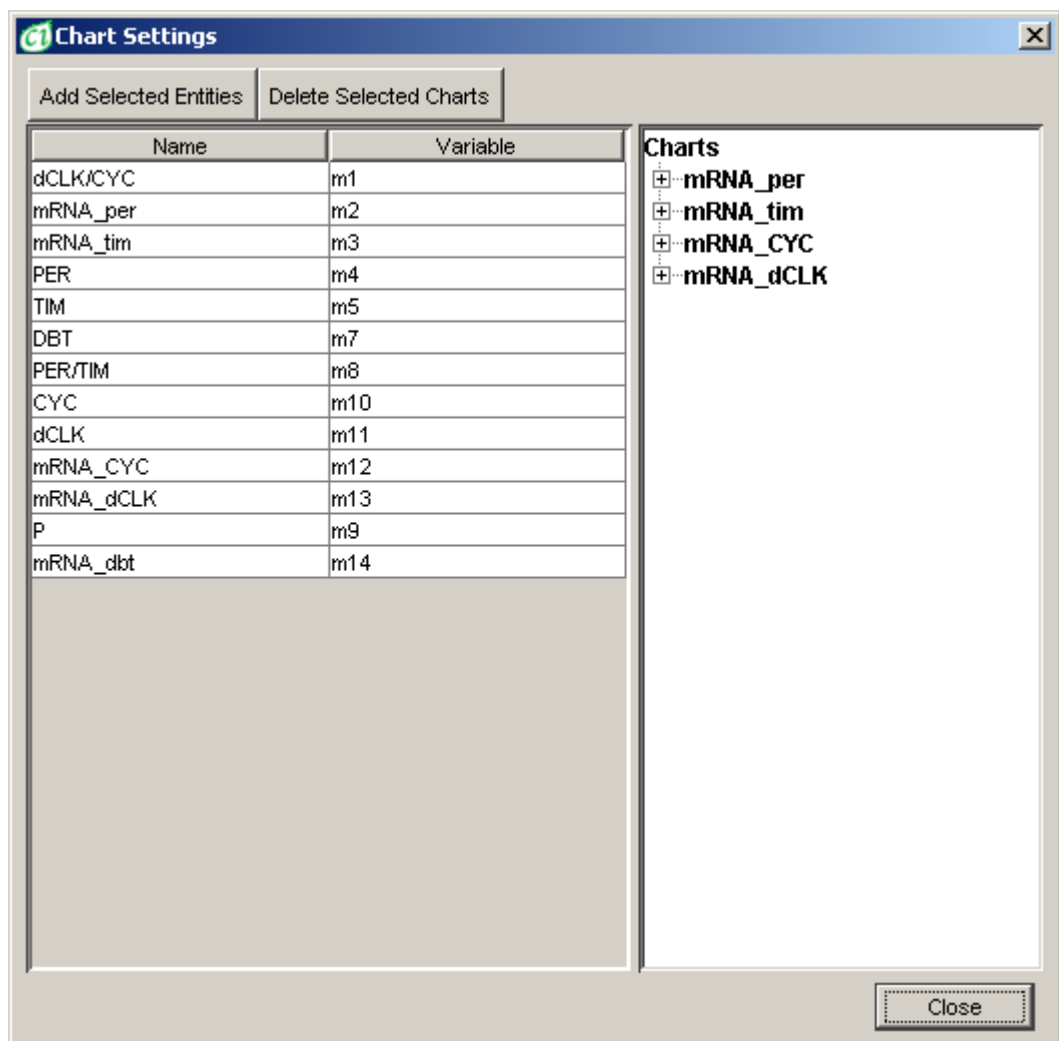 Ci Chart Settings
Add Selected Entities Delete Selected Charts
Name Variable
dCLK/CYC m1
mRNA_per m2
mRNA_tim m3
PER m4
TIM m5
DBT m7
PER/TIM m8
CYC m10
dCLK m11
mRNA_CYC m12
mRNA_dCLK m13
P m9
mRNA_dbt m14
Charts
mRNA_per
mRNA_tim
mRNA_CYC
mRNA_dCLK
Close